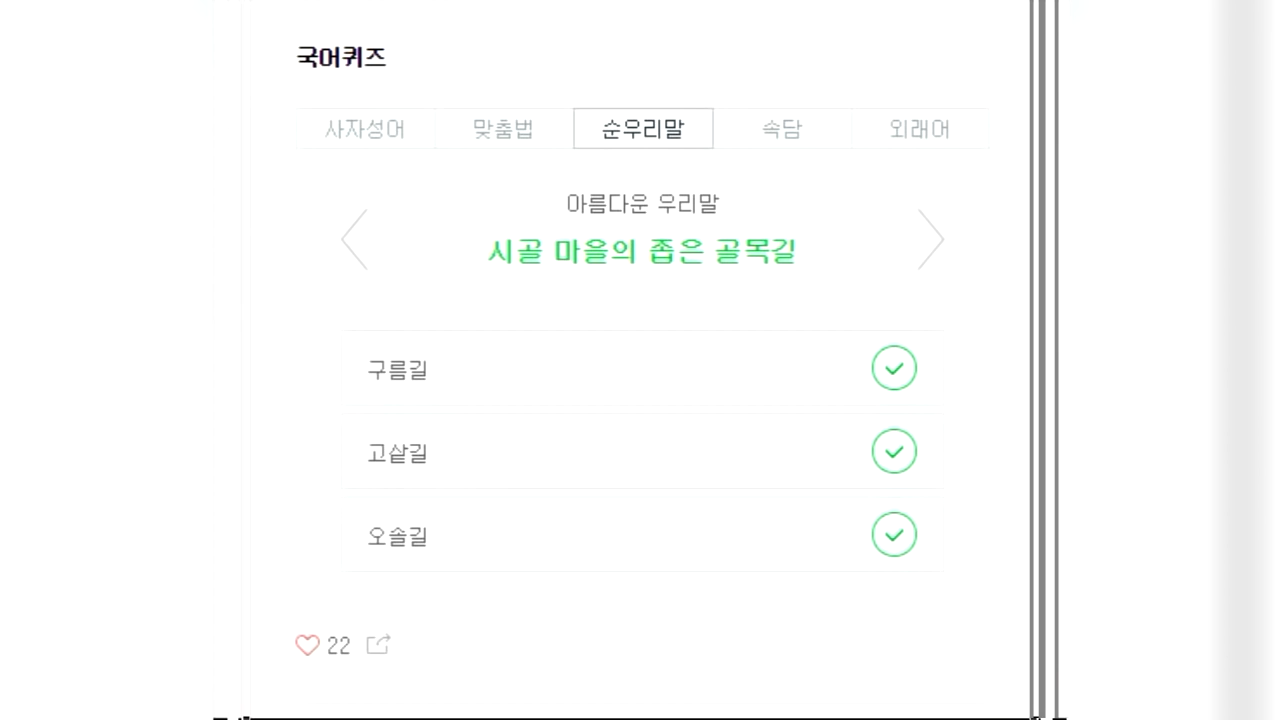 국어퀴즈
사자성어 맞춤법 순우리말 속담 외래어
아름다운 우리말
시골 마을의 좁은 골목길
구름길
고샅길
오솔길
22